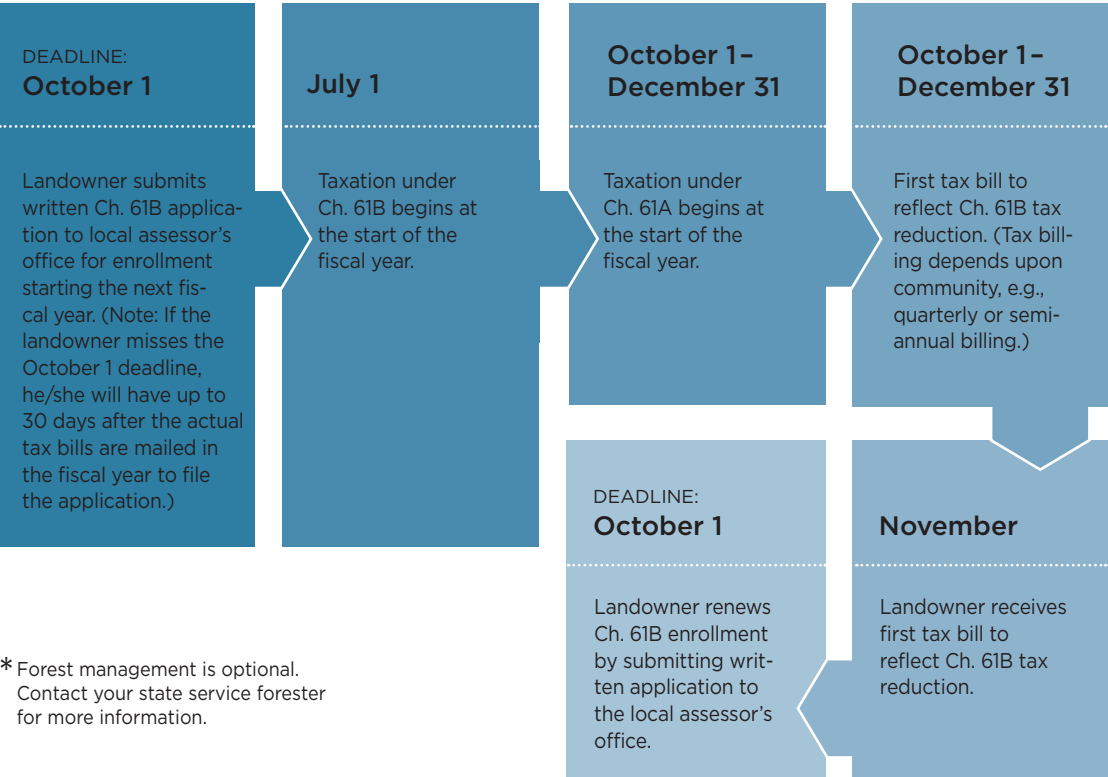 DEADLINE:
October 1
Landowner submits
written Ch. 61B applica-
tion to local assessor’s
office for enrollment
starting the next fis-
cal year. (Note: If the
landowner misses the
October 1 deadline,
he/she will have up to
30 days after the actual
tax bills are mailed in
the fiscal year to file
the application.)
July 1
Taxation under
Ch. 61B begins at
the start of the
fiscal year.
October 1–
December 31
Taxation under
Ch. 61A begins at
the start of the
fiscal year.
October 1–
December 31
First tax bill to
reflect Ch. 61B tax
reduction. (Tax bill-
ing depends upon
community, e.g.,
quarterly or semi-
annual billing.)
November
Landowner receives
first tax bill to
reflect Ch. 61B tax
reduction.
DEADLINE:
October 1
Landowner renews
Ch. 61B enrollment
by submitting writ-
ten application to
the local assessor’s
office.
* Forest management is optional.
Contact your state service forester
for more information.